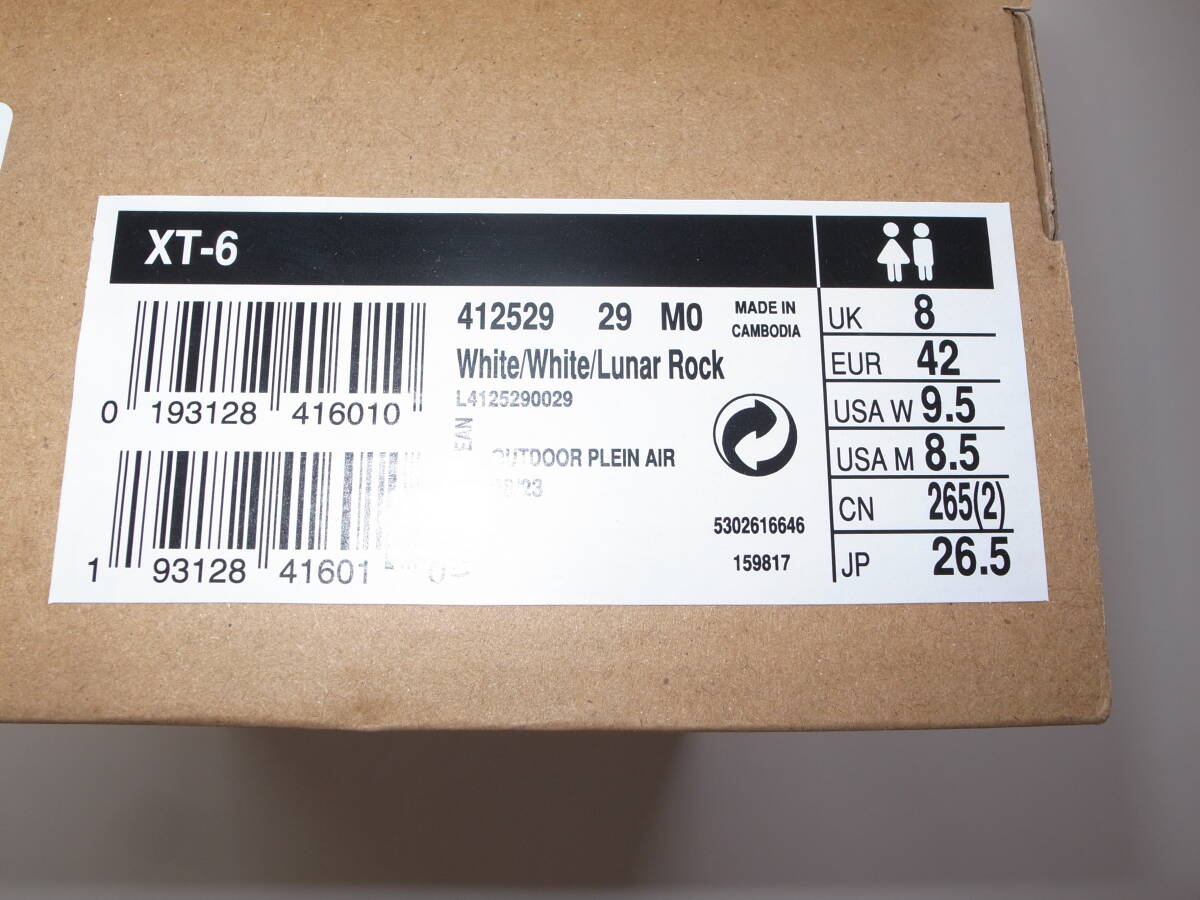 XT-6
412529 29 M0
MADE IN
CAMBODIA
White/White/Lunar Rock
L4125290029
0 193128 416010
EAN
OUTDOOR PLEIN AIR
/23
1 93128 41601 0
5302616646
159817
UK 8
EUR 42
USA W 9.5
USA M 8.5
CN 265(2)
JP 26.5